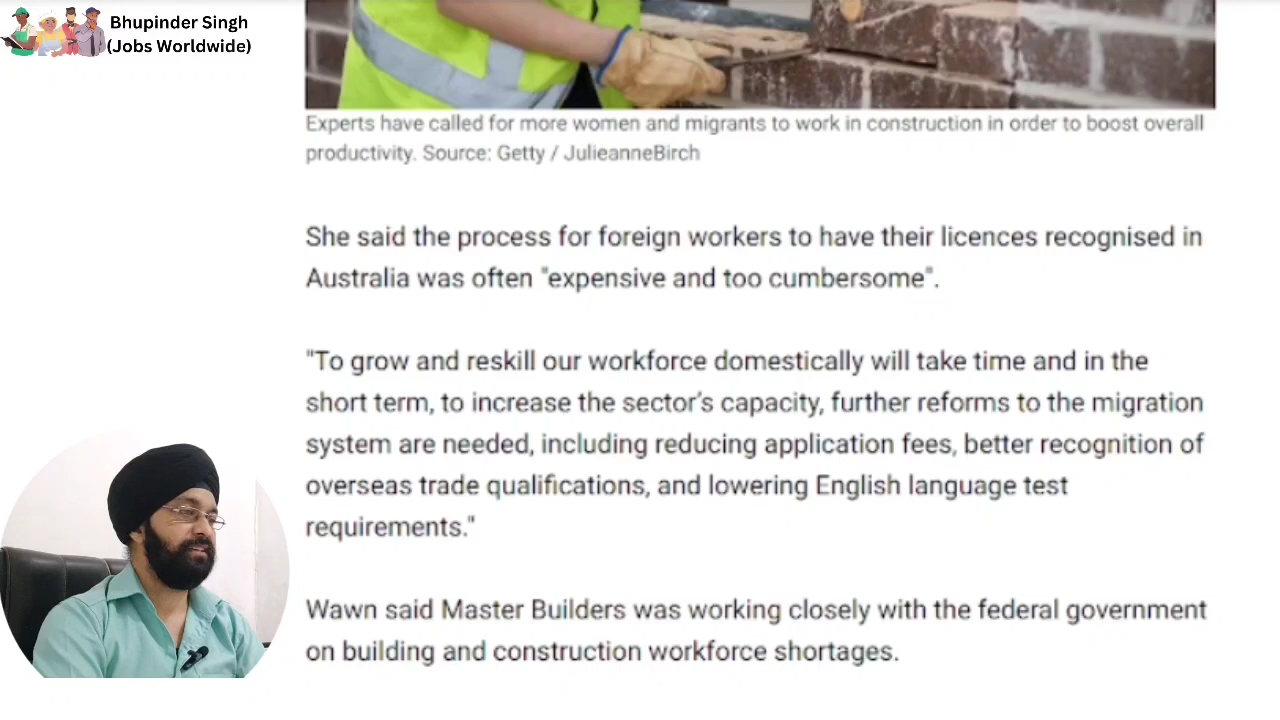 Bhupinder Singh
(Jobs Worldwide)
Experts have called for more women and migrants to work in construction in order to boost overall
productivity. Source: Getty / JulieanneBirch
She said the process for foreign workers to have their licences recognised in
Australia was often "expensive and too cumbersome".
"To grow and reskill our workforce domestically will take time and in the
short term, to increase the sector's capacity, further reforms to the migration
system are needed, including reducing application fees, better recognition of
overseas trade qualifications, and lowering English language test
requirements."
Wawn said Master Builders was working closely with the federal government
on building and construction workforce shortages.